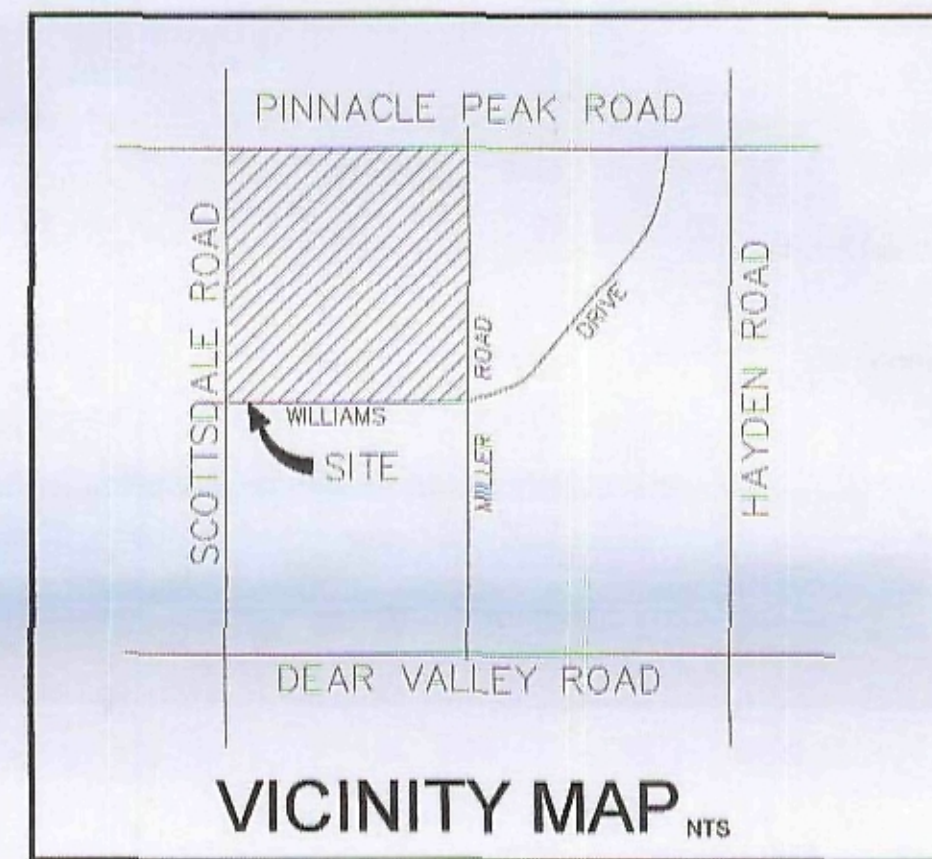 PINNACLE PEAK ROAD
SCOTTSDALE ROAD
MILLER ROAD
DRIVE
HAYDEN ROAD
WILLIAMS
SITE
DEAR VALLEY ROAD
VICINITY MAP NTS